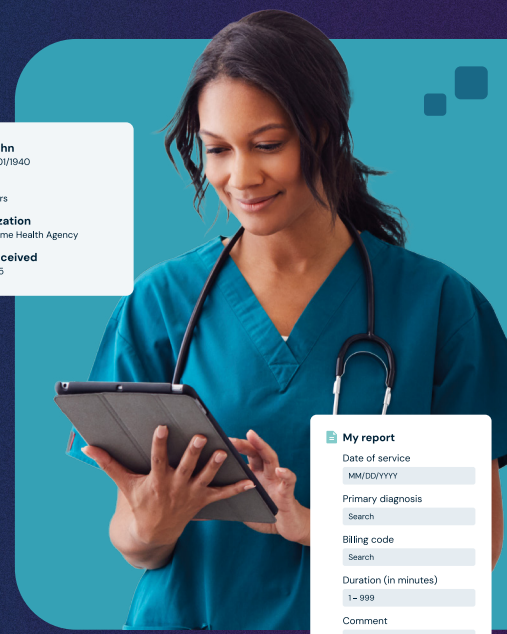 hn
01/1940
rs
zation
me Health Agency
ceived
5
My report
Date of service
MM/DD/YYYY
Primary diagnosis
Search
Billing code
Search
Duration (in minutes)
1 – 999
Comment